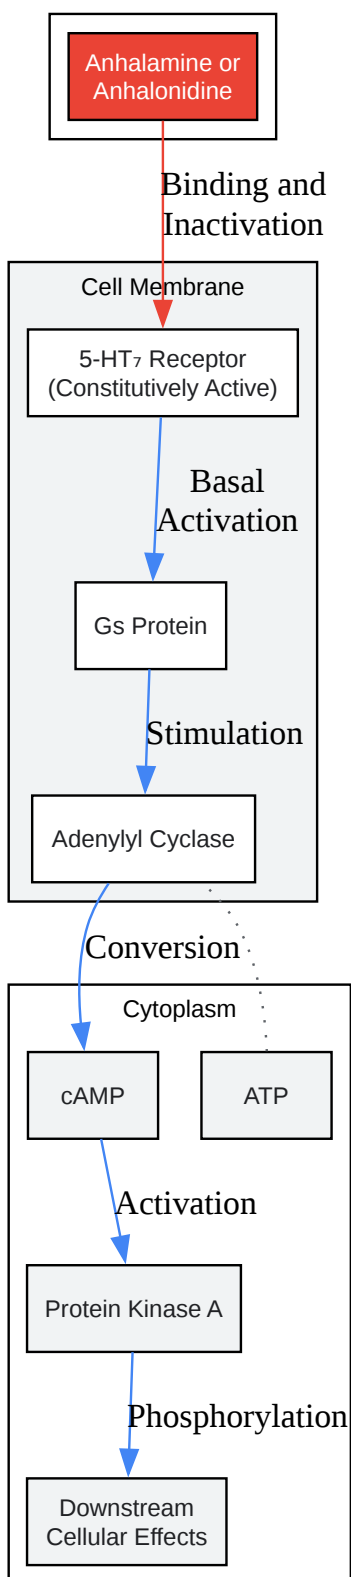 Anhalamine or
Anhalonidine
Binding and
Inactivation
Cell Membrane
5-HT₇ Receptor
(Constitutively Active)
Basal
Activation
Gs Protein
Stimulation
Adenylyl Cyclase
Conversion
Cytoplasm
cAMP
ATP
Activation
Protein Kinase A
Phosphorylation
Downstream
Cellular Effects